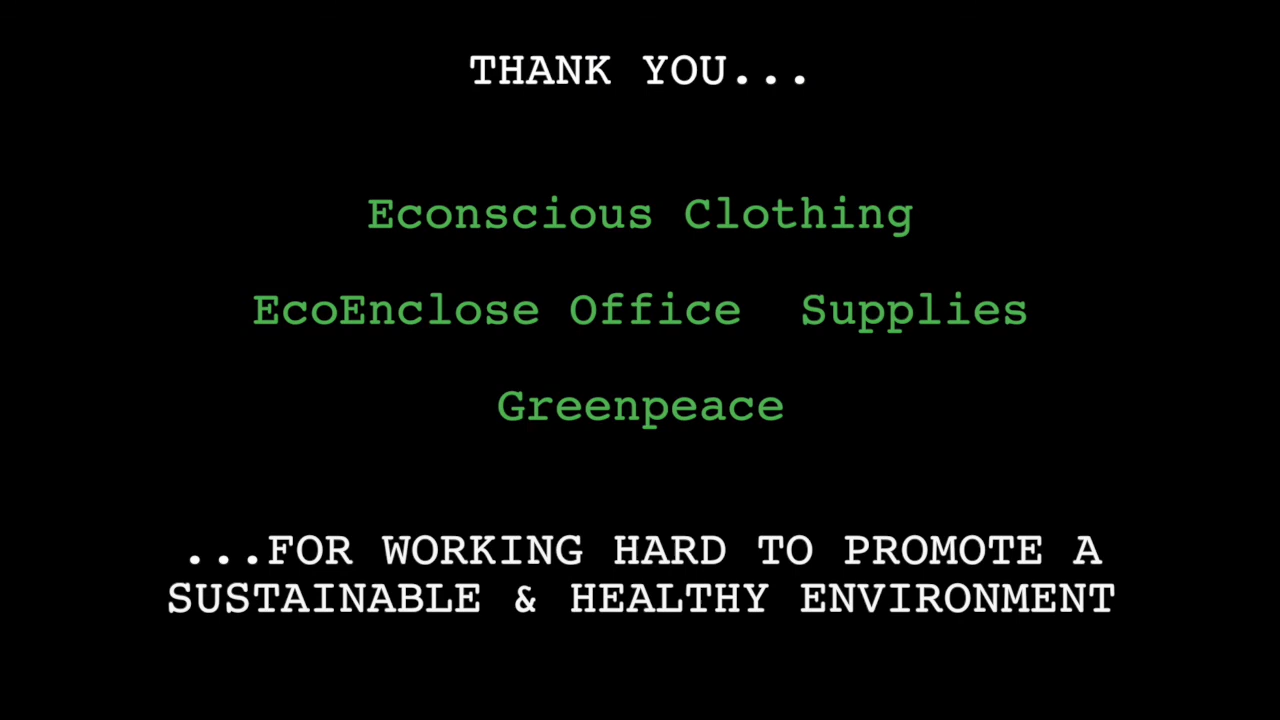 THANK YOU...
Econscious Clothing
EcoEnclose Office  Supplies
Greenpeace
...FOR WORKING HARD TO PROMOTE A
SUSTAINABLE & HEALTHY ENVIRONMENT